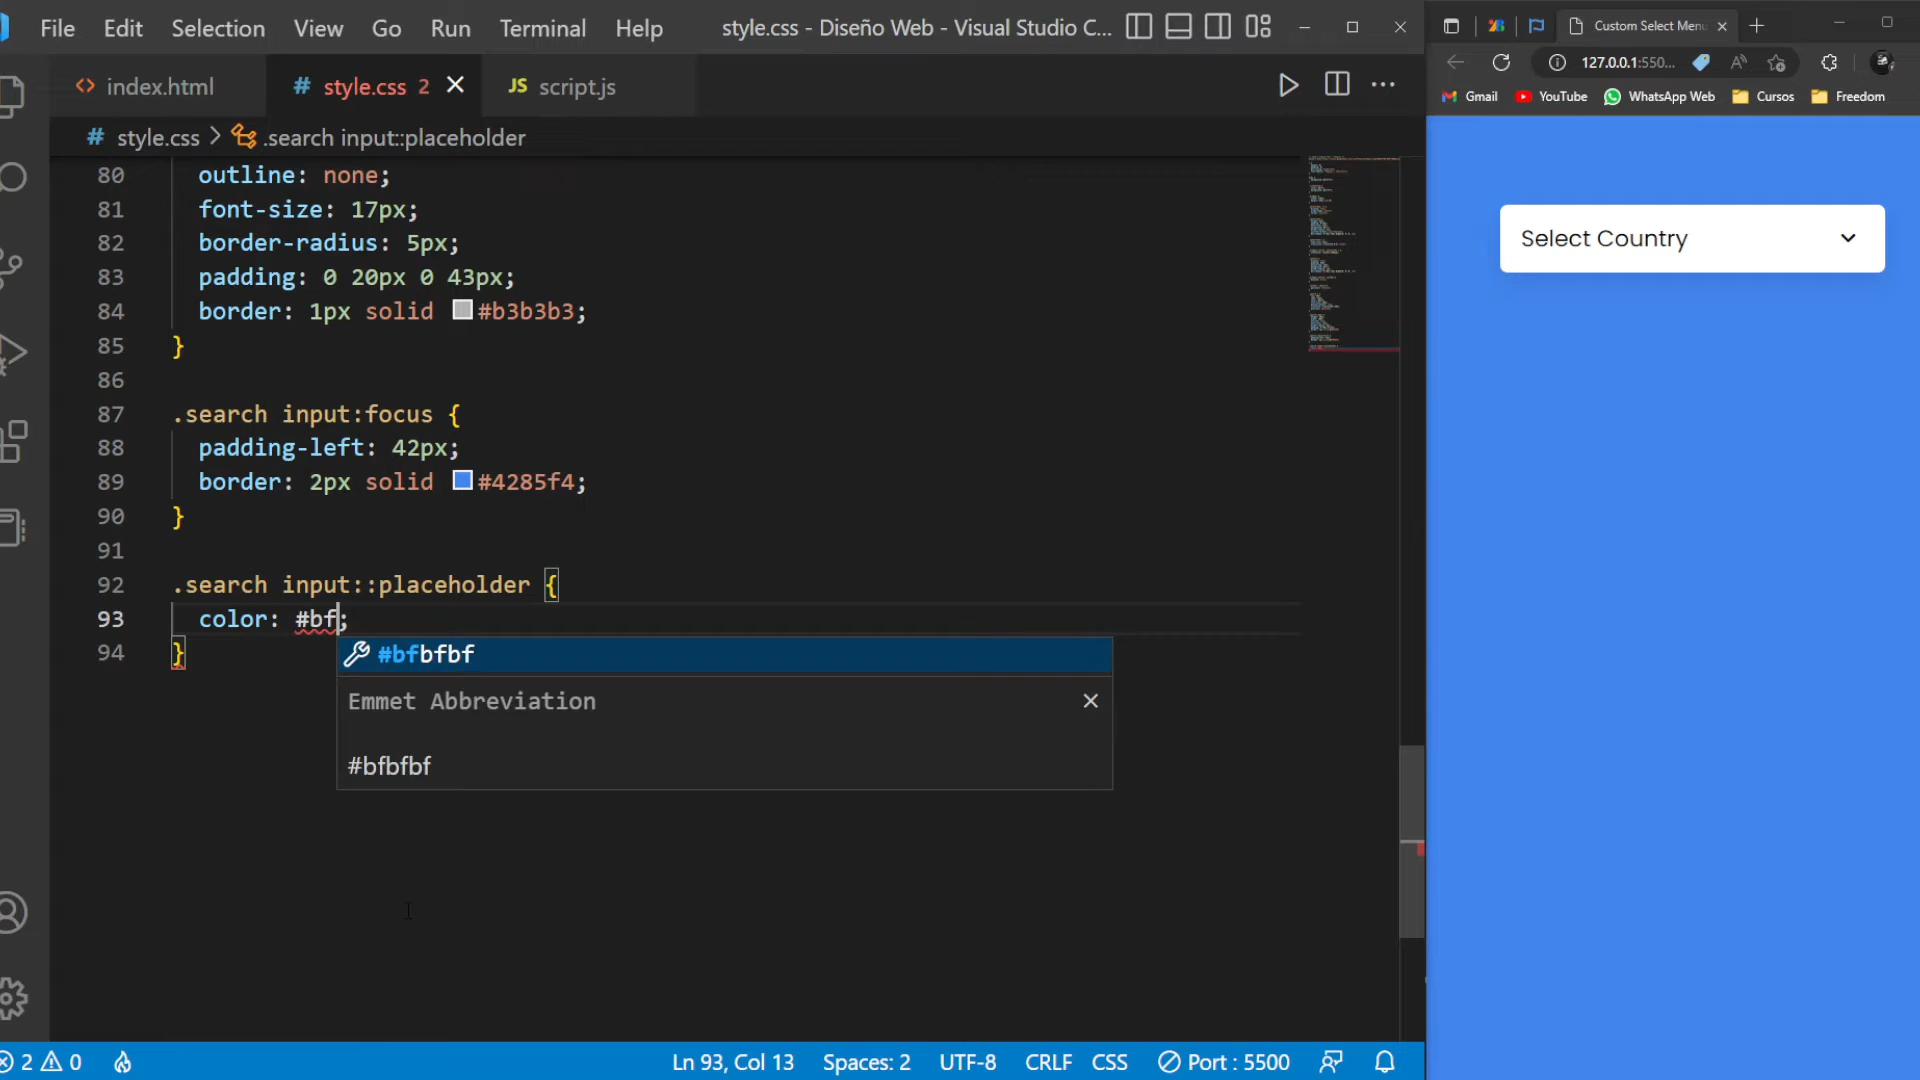 File Edit Selection View Go Run Terminal Help style.css - Diseño Web - Visual Studio C...
index.html # style.css 2 JS script.js
# style.css > .search input::placeholder
80 outline: none;
81 font-size: 17px;
82 border-radius: 5px;
83 padding: 0 20px 0 43px;
84 border: 1px solid #b3b3b3;
85 }
86
87 .search input:focus {
88 padding-left: 42px;
89 border: 2px solid #4285f4;
90 }
91
92 .search input::placeholder {
93 color: #bf;
94 }
#bfbfbf
Emmet Abbreviation
#bfbfbf
2 0 Ln 93, Col 13 Spaces: 2 UTF-8 CRLF CSS Port : 5500
Custom Select Menu
127.0.0.1:550...
Gmail YouTube WhatsApp Web Cursos Freedom
Select Country